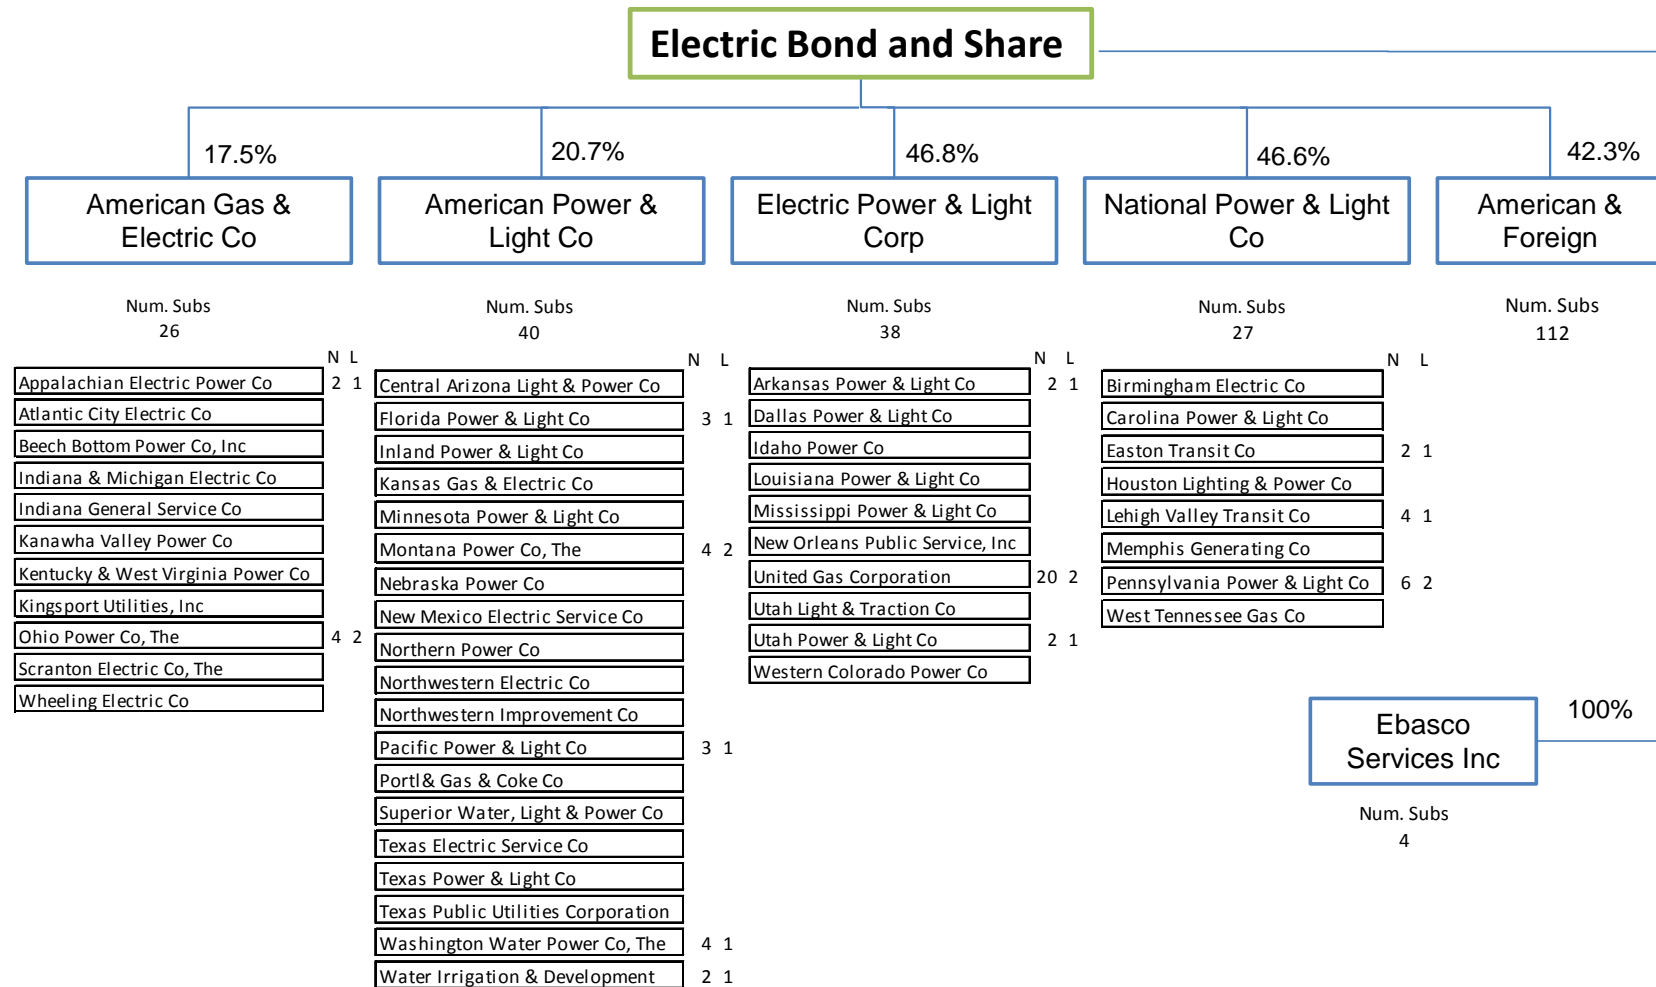 Electric Bond and Share
17.5%
20.7%
46.8%
46.6%
42.3%
American Gas &
Electric Co
American Power &
Light Co
Electric Power & Light
Corp
National Power & Light
Co
American &
Foreign
Num. Subs
26
Num. Subs
40
Num. Subs
38
Num. Subs
27
Num. Subs
112
N L
Appalachian Electric Power Co 2 1
Atlantic City Electric Co
Beech Bottom Power Co, Inc
Indiana & Michigan Electric Co
Indiana General Service Co
Kanawha Valley Power Co
Kentucky & West Virginia Power Co
Kingsport Utilities, Inc
Ohio Power Co, The 4 2
Scranton Electric Co, The
Wheeling Electric Co
N L
Central Arizona Light & Power Co
Florida Power & Light Co 3 1
Inland Power & Light Co
Kansas Gas & Electric Co
Minnesota Power & Light Co
Montana Power Co, The 4 2
Nebraska Power Co
New Mexico Electric Service Co
Northern Power Co
Northwestern Electric Co
Northwestern Improvement Co
Pacific Power & Light Co 3 1
Portl& Gas & Coke Co
Superior Water, Light & Power Co
Texas Electric Service Co
Texas Power & Light Co
Texas Public Utilities Corporation
Washington Water Power Co, The 4 1
Water Irrigation & Development 2 1
N L
Arkansas Power & Light Co 2 1
Dallas Power & Light Co
Idaho Power Co
Louisiana Power & Light Co
Mississippi Power & Light Co
New Orleans Public Service, Inc
United Gas Corporation 20 2
Utah Light & Traction Co
Utah Power & Light Co 2 1
Western Colorado Power Co
N L
Birmingham Electric Co
Carolina Power & Light Co
Easton Transit Co 2 1
Houston Lighting & Power Co
Lehigh Valley Transit Co 4 1
Memphis Generating Co
Pennsylvania Power & Light Co 6 2
West Tennessee Gas Co
100%
Ebasco
Services Inc
Num. Subs
4